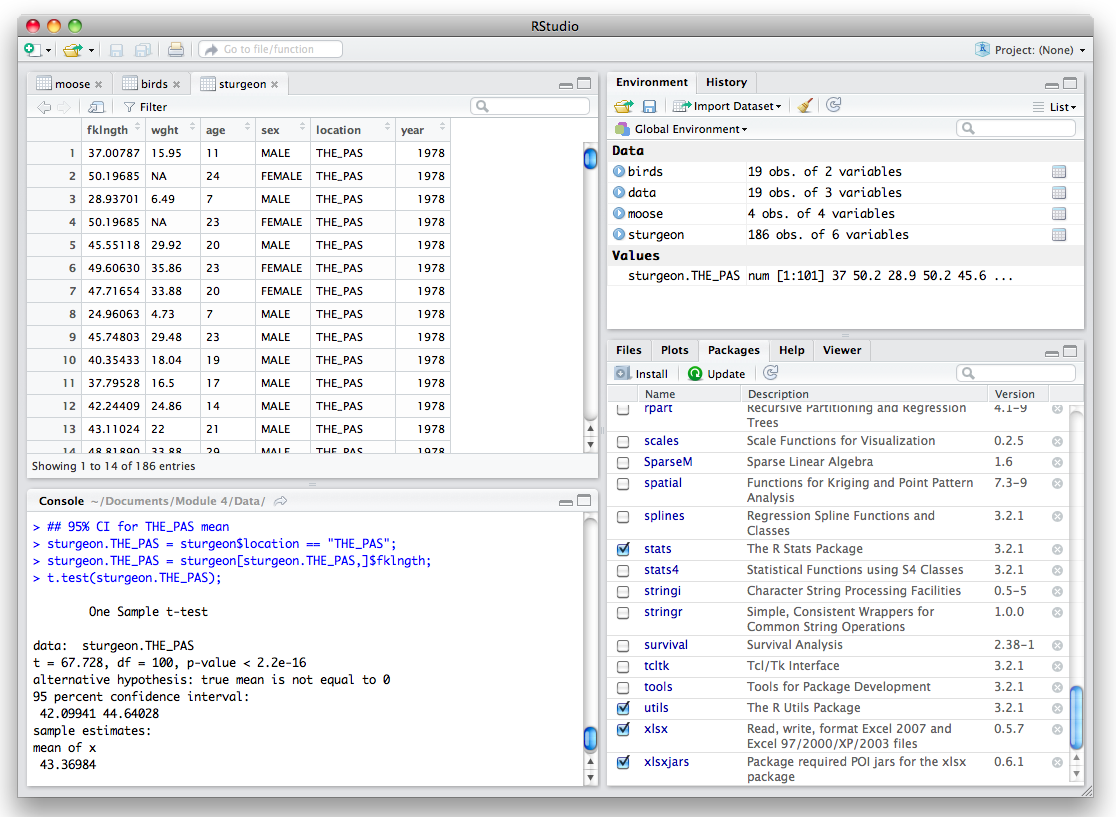 RStudio
Go to file/function
Project: (None)
moose
birds
sturgeon
Filter
fklngth wght age sex location year
1 37.00787 15.95 11 MALE THE_PAS 1978
2 50.19685 NA 24 FEMALE THE_PAS 1978
3 28.93701 6.49 7 MALE THE_PAS 1978
4 50.19685 NA 23 FEMALE THE_PAS 1978
5 45.55118 29.92 20 MALE THE_PAS 1978
6 49.60630 35.86 23 FEMALE THE_PAS 1978
7 47.71654 33.88 20 FEMALE THE_PAS 1978
8 24.96063 4.73 7 MALE THE_PAS 1978
9 45.74803 29.48 23 MALE THE_PAS 1978
10 40.35433 18.04 19 MALE THE_PAS 1978
11 37.79528 16.5 17 MALE THE_PAS 1978
12 42.24409 24.86 14 MALE THE_PAS 1978
13 43.11024 22 21 MALE THE_PAS 1978
14 48.81890 33.88 29 MALE THE_PAS 1978
Showing 1 to 14 of 186 entries
Console ~/Documents/Module 4/Data/
> ## 95% CI for THE_PAS mean
> sturgeon.THE_PAS = sturgeon$location == "THE_PAS";
> sturgeon.THE_PAS = sturgeon[sturgeon.THE_PAS,]$fklngth;
> t.test(sturgeon.THE_PAS);
One Sample t-test
data: sturgeon.THE_PAS
t = 67.728, df = 100, p-value < 2.2e-16
alternative hypothesis: true mean is not equal to 0
95 percent confidence interval:
42.09941 44.64028
sample estimates:
mean of x
43.36984
Environment History
Import Dataset
List
Global Environment
Data
birds 19 obs. of 2 variables
data 19 obs. of 3 variables
moose 4 obs. of 4 variables
sturgeon 186 obs. of 6 variables
Values
sturgeon.THE_PAS num [1:101] 37 50.2 28.9 50.2 45.6 ...
Files Plots Packages Help Viewer
Install Update
Name Description Version
rpart Recursive Partitioning and Regression 4.1-9
Trees
scales Scale Functions for Visualization 0.2.5
SparseM Sparse Linear Algebra 1.6
spatial Functions for Kriging and Point Pattern 7.3-9
Analysis
splines Regression Spline Functions and 3.2.1
Classes
stats The R Stats Package 3.2.1
stats4 Statistical Functions using S4 Classes 3.2.1
stringi Character String Processing Facilities 0.5-5
stringr Simple, Consistent Wrappers for 1.0.0
Common String Operations
survival Survival Analysis 2.38-1
tcltk Tcl/Tk Interface 3.2.1
tools Tools for Package Development 3.2.1
utils The R Utils Package 3.2.1
xlsx Read, write, format Excel 2007 and 0.5.7
Excel 97/2000/XP/2003 files
xlsxjars Package required POI jars for the xlsx 0.6.1
package